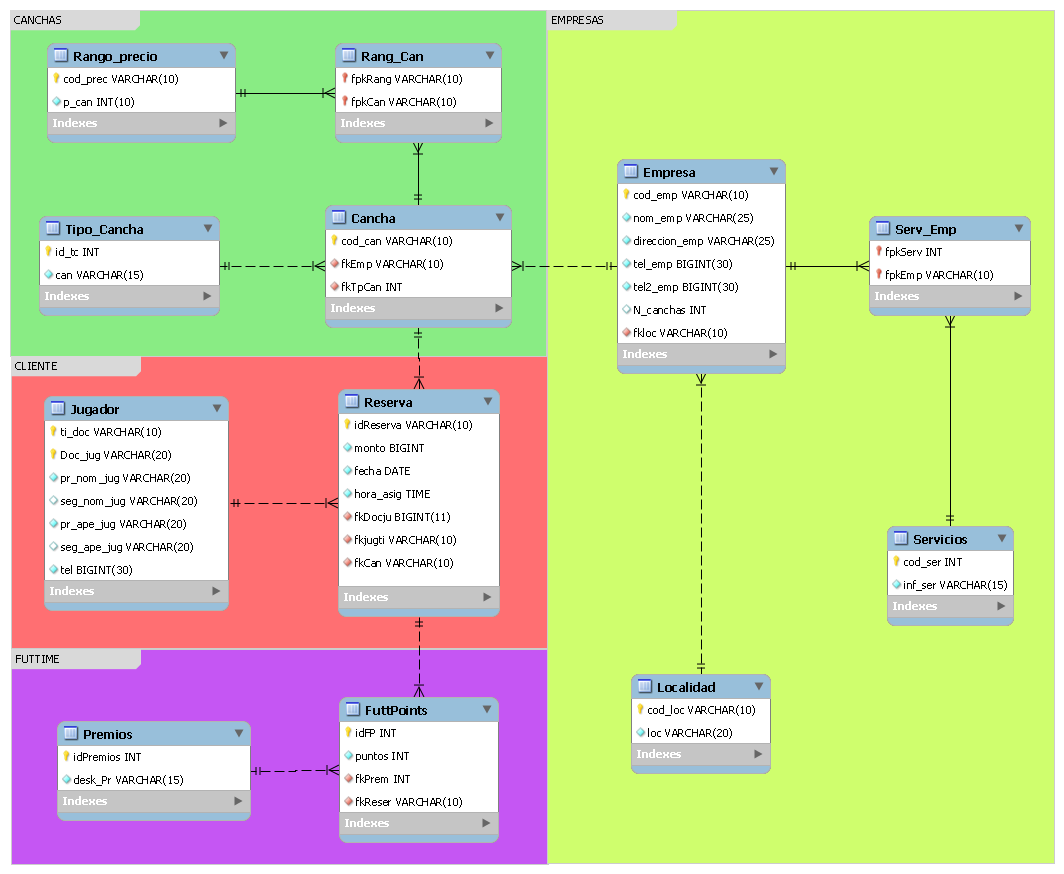 CANCHAS
Rango_precio
cod_prec VARCHAR(10)
p_can INT(10)
Indexes
Rang_Can
fpkRang VARCHAR(10)
fpkCan VARCHAR(10)
Indexes
Tipo_Cancha
id_tc INT
can VARCHAR(15)
Indexes
Cancha
cod_can VARCHAR(10)
fkEmp VARCHAR(10)
fkTpCan INT
Indexes
CLIENTE
Jugador
ti_doc VARCHAR(10)
Doc_jug VARCHAR(20)
pr_nom_jug VARCHAR(20)
seg_nom_jug VARCHAR(20)
pr_ape_jug VARCHAR(20)
seg_ape_jug VARCHAR(20)
tel BIGINT(30)
Indexes
Reserva
idReserva VARCHAR(10)
monto BIGINT
fecha DATE
hora_asig TIME
fkDocju BIGINT(11)
fkjugti VARCHAR(10)
fkCan VARCHAR(10)
Indexes
FUTTIME
Premios
idPremios INT
desk_Pr VARCHAR(15)
Indexes
FuttPoints
idFP INT
puntos INT
fkPrem INT
fkReser VARCHAR(10)
Indexes
EMPRESAS
Empresa
cod_emp VARCHAR(10)
nom_emp VARCHAR(25)
direccion_emp VARCHAR(25)
tel_emp BIGINT(30)
tel2_emp BIGINT(30)
N_canchas INT
fkloc VARCHAR(10)
Indexes
Serv_Emp
fpkServ INT
fpkEmp VARCHAR(10)
Indexes
Servicios
cod_ser INT
inf_ser VARCHAR(15)
Indexes
Localidad
cod_loc VARCHAR(10)
loc VARCHAR(20)
Indexes